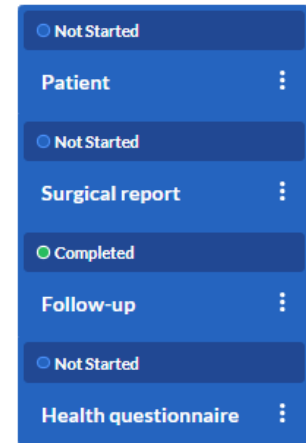 Not Started
Patient
Not Started
Surgical report
Completed
Follow-up
Not Started
Health questionnaire